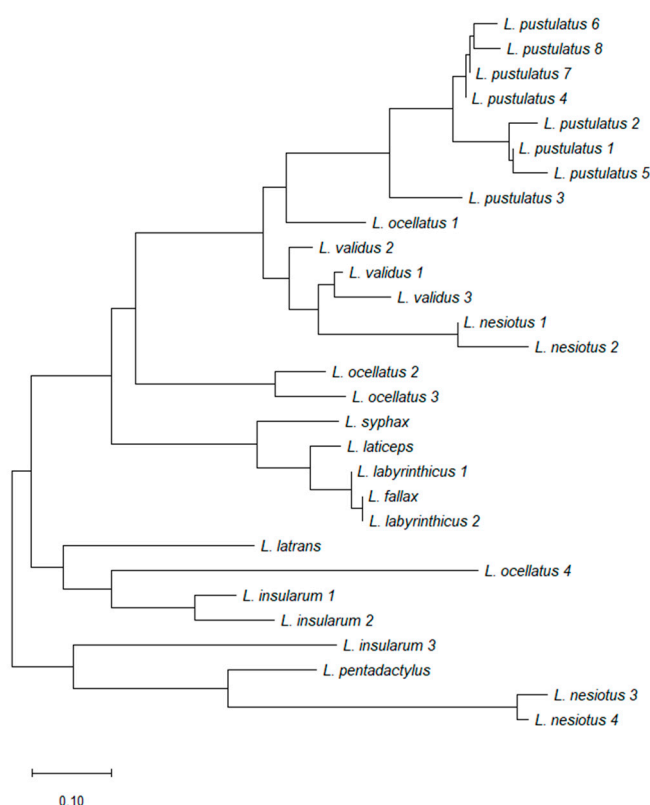 L. pustulatus 6
L. pustulatus 8
L. pustulatus 7
L. pustulatus 4
L. pustulatus 2
L. pustulatus 1
L. pustulatus 5
L. pustulatus 3
L. ocellatus 1
L. validus 2
L. validus 1
L. validus 3
L. nesiotus 1
L. nesiotus 2
L. ocellatus 2
L. ocellatus 3
L. syphax
L. laticeps
L. labyrinthicus 1
L. fallax
L. labyrinthicus 2
L. latrans
L. ocellatus 4
L. insularum 1
L. insularum 2
L. insularum 3
L. pentadactylus
L. nesiotus 3
L. nesiotus 4
0.10